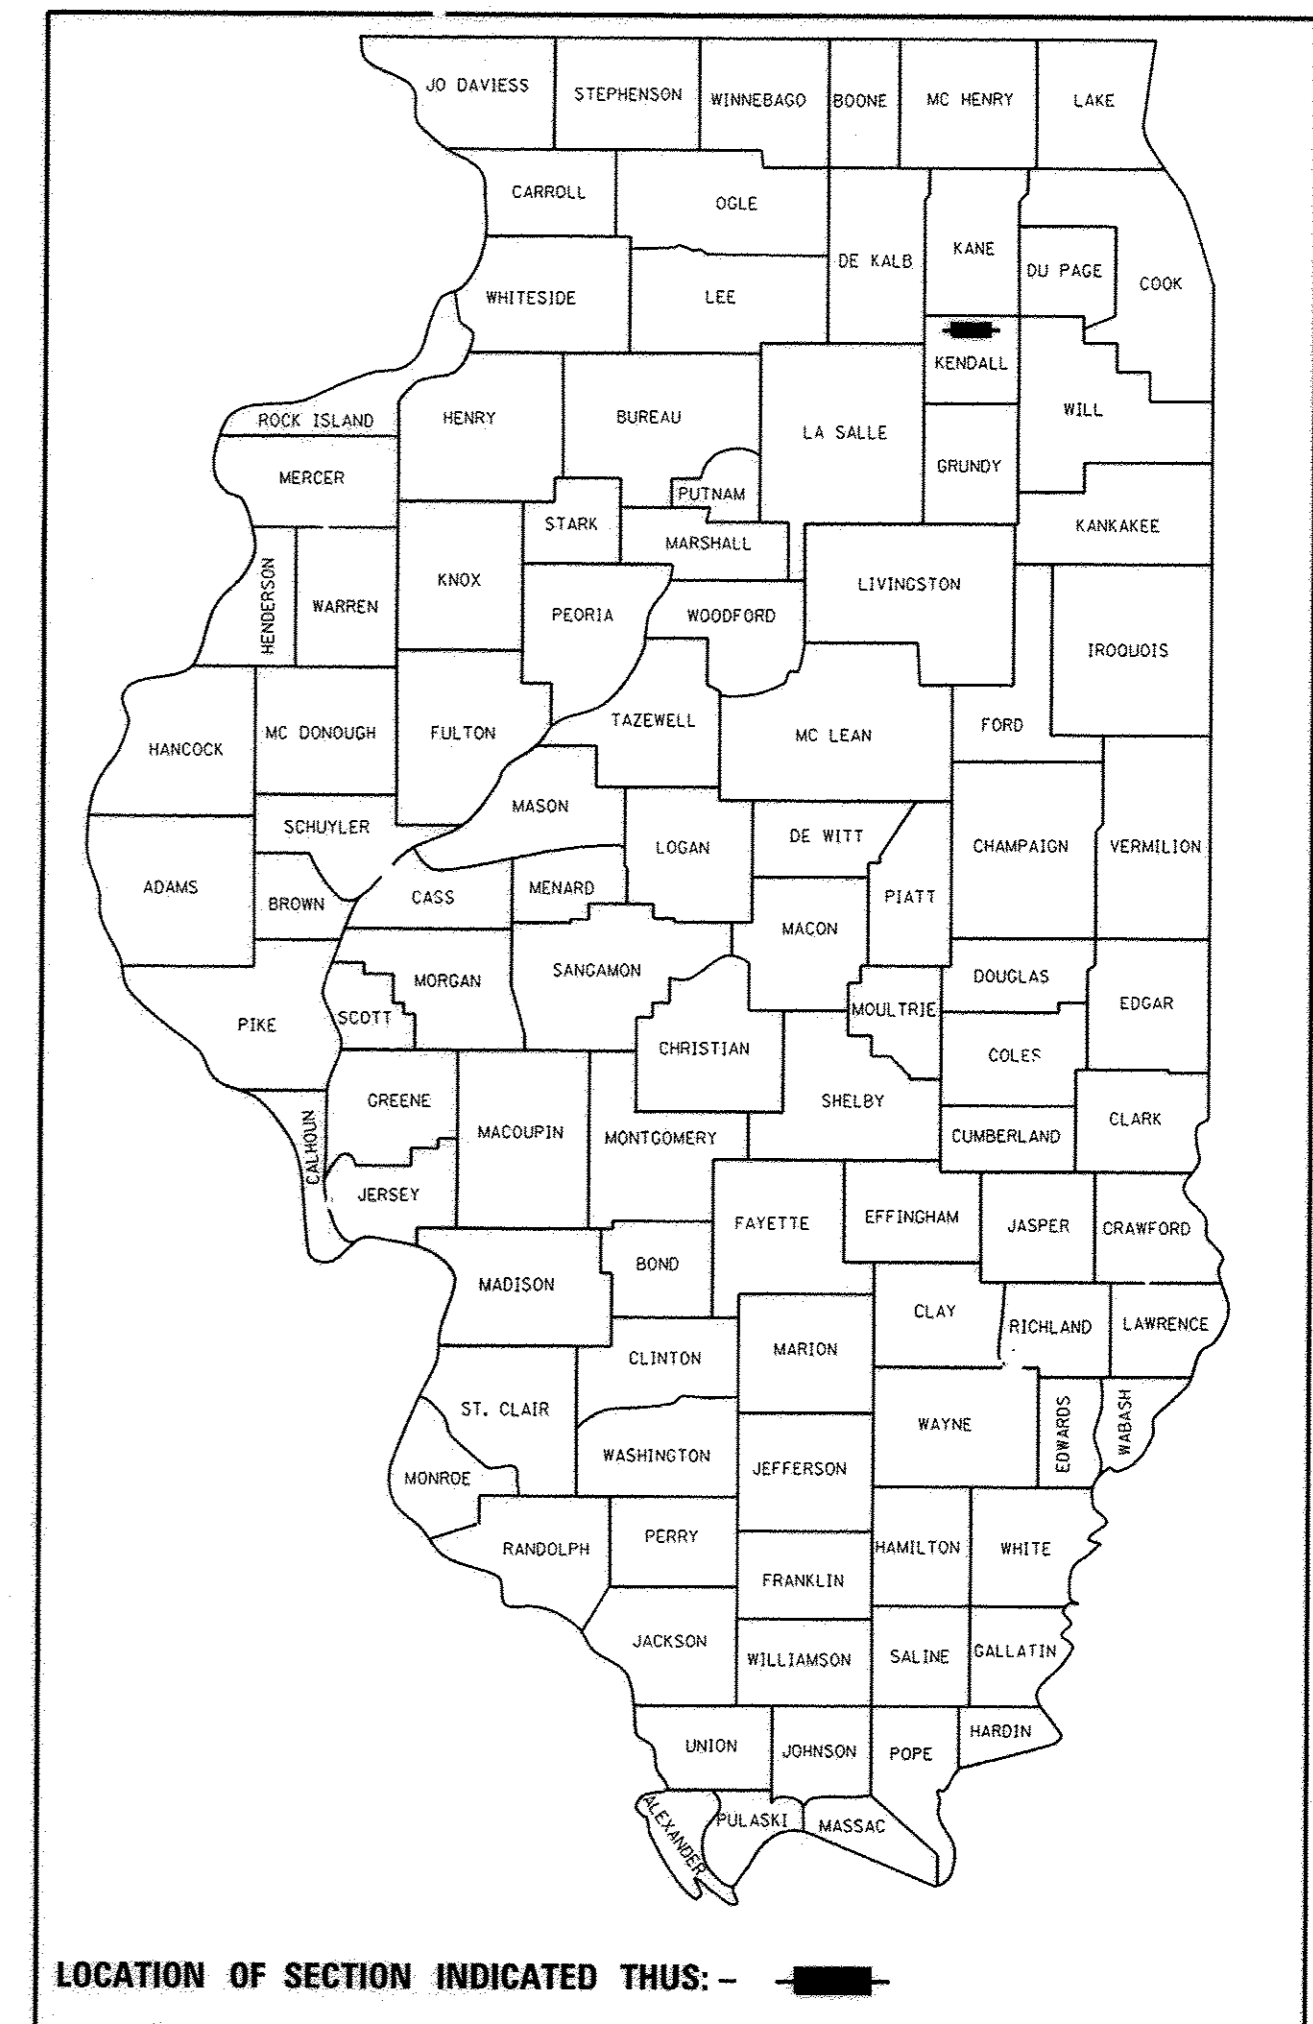 JO DAVIESS
STEPHENSON
WINNEBAGO
BOONE
MC HENRY
LAKE
CARROLL
OGLE
DE KALB
KANE
DU PAGE
COOK
WHITESIDE
LEE
KENDALL
ROCK ISLAND
HENRY
BUREAU
LA SALLE
WILL
MERCER
PUTNAM
GRUNDY
STARK
MARSHALL
KANKAKEE
HENDERSON
WARREN
KNOX
PEORIA
WOODFORD
LIVINGSTON
IROQUOIS
HANCOCK
MC DONOUGH
FULTON
TAZEWELL
MC LEAN
FORD
SCHUYLER
MASON
LOGAN
DE WITT
CHAMPAIGN
VERMILION
ADAMS
BROWN
CASS
MENARD
PIATT
MACON
PIKE
SCOTT
MORGAN
SANGAMON
MOULTRIE
DOUGLAS
EDGAR
CHRISTIAN
COLES
CALHOUN
GREENE
MACOUPIN
MONTGOMERY
SHELBY
CUMBERLAND
CLARK
JERSEY
FAYETTE
EFFINGHAM
JASPER
CRAWFORD
MADISON
BOND
CLAY
RICHLAND
LAWRENCE
CLINTON
MARION
ST. CLAIR
WAYNE
EDWARDS
WABASH
MONROE
WASHINGTON
JEFFERSON
RANDOLPH
PERRY
HAMILTON
WHITE
FRANKLIN
JACKSON
WILLIAMSON
SALINE
GALLATIN
UNION
JOHNSON
POPE
HARDIN
ALEXANDER
PULASKI
MASSAC
LOCATION OF SECTION INDICATED THUS: -